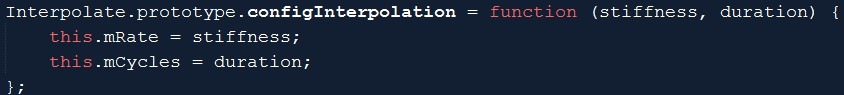 Interpolate.prototype.configInterpolation = function (stiffness, duration) {
    this.mRate = stiffness;
    this.mCycles = duration;
};